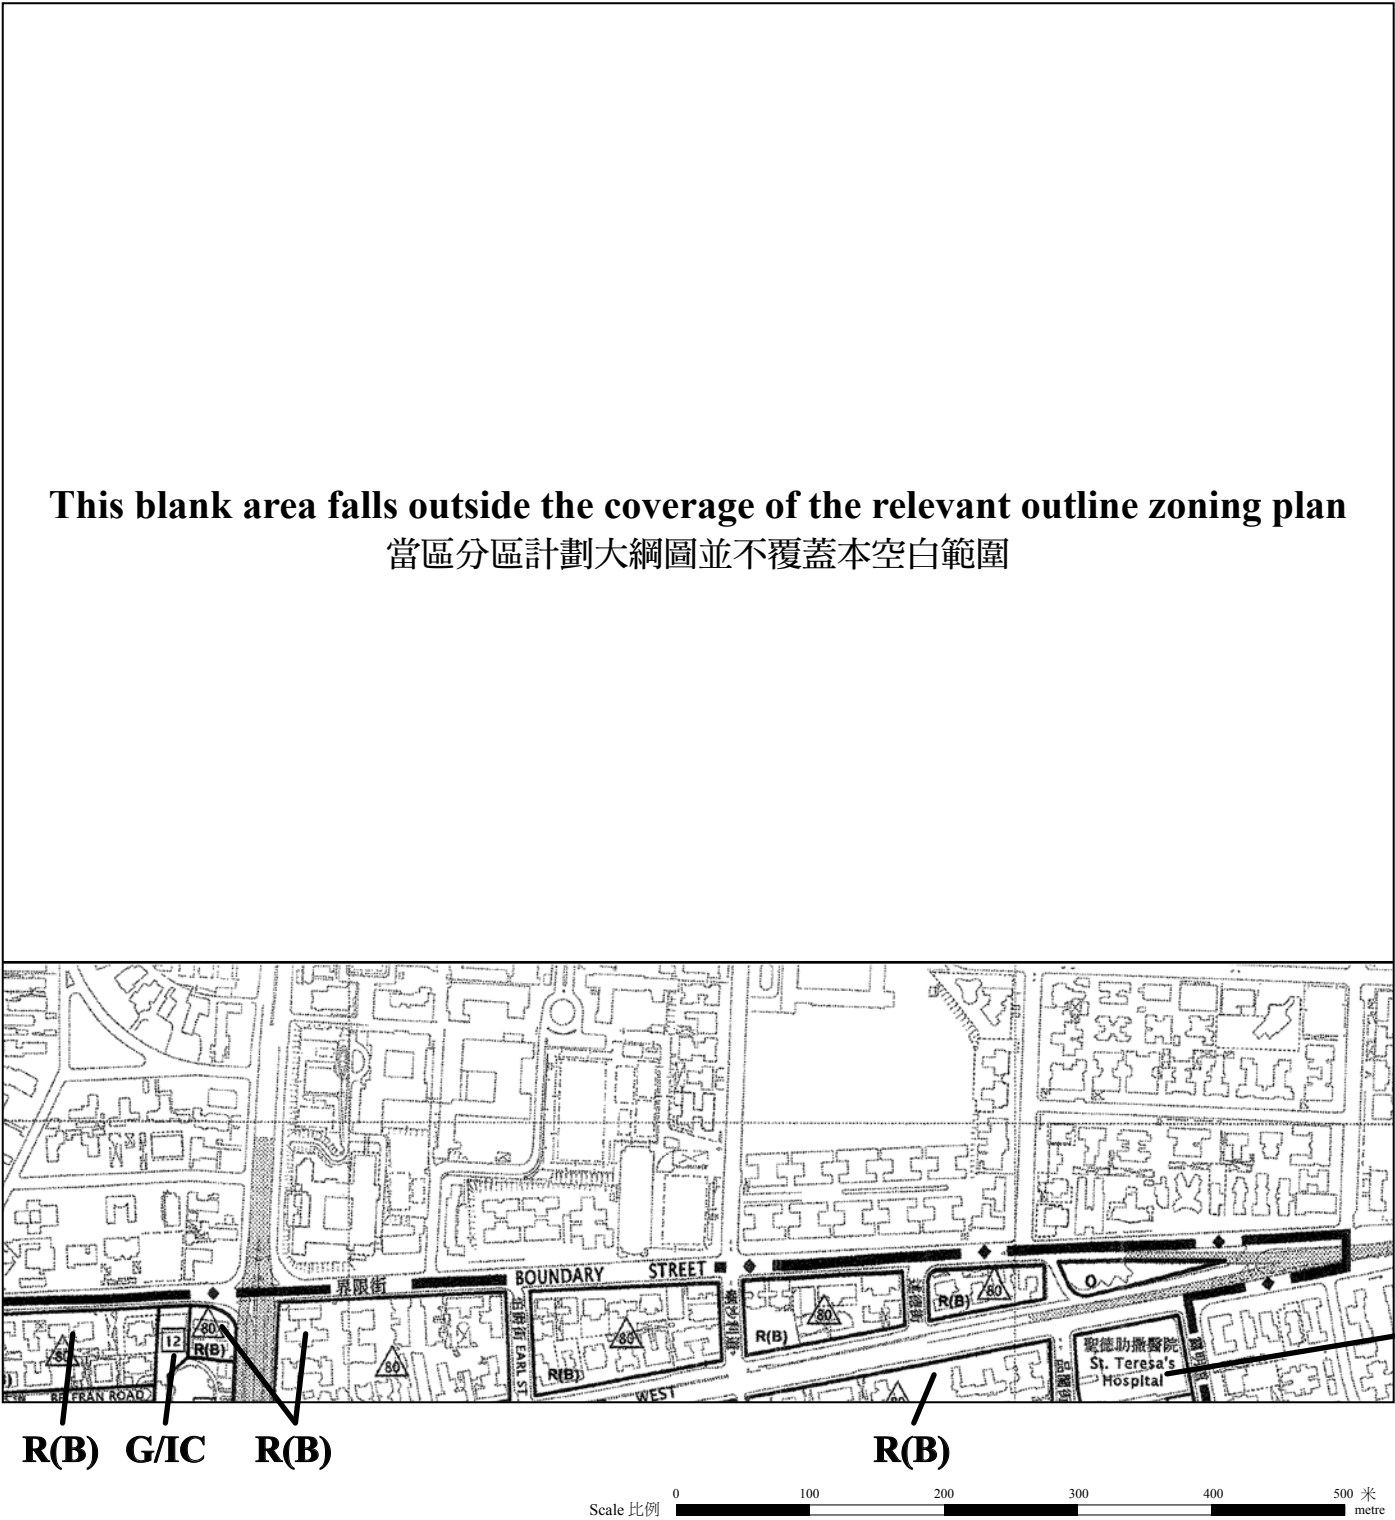 This blank area falls outside the coverage of the relevant outline zoning plan
當區分區計劃大綱圖並不覆蓋本空白範圍
界限街
BOUNDARY STREET
80
12
80
R(B)
80
EARL ST
80
R(B)
80
R(B)
80
R(B)
O
BELFRAN ROAD
WEST
80
聖德肋撒醫院
St. Teresa's
Hospital
R(B) G/IC R(B) R(B)
Scale 比例 0 100 200 300 400 500 米
metre